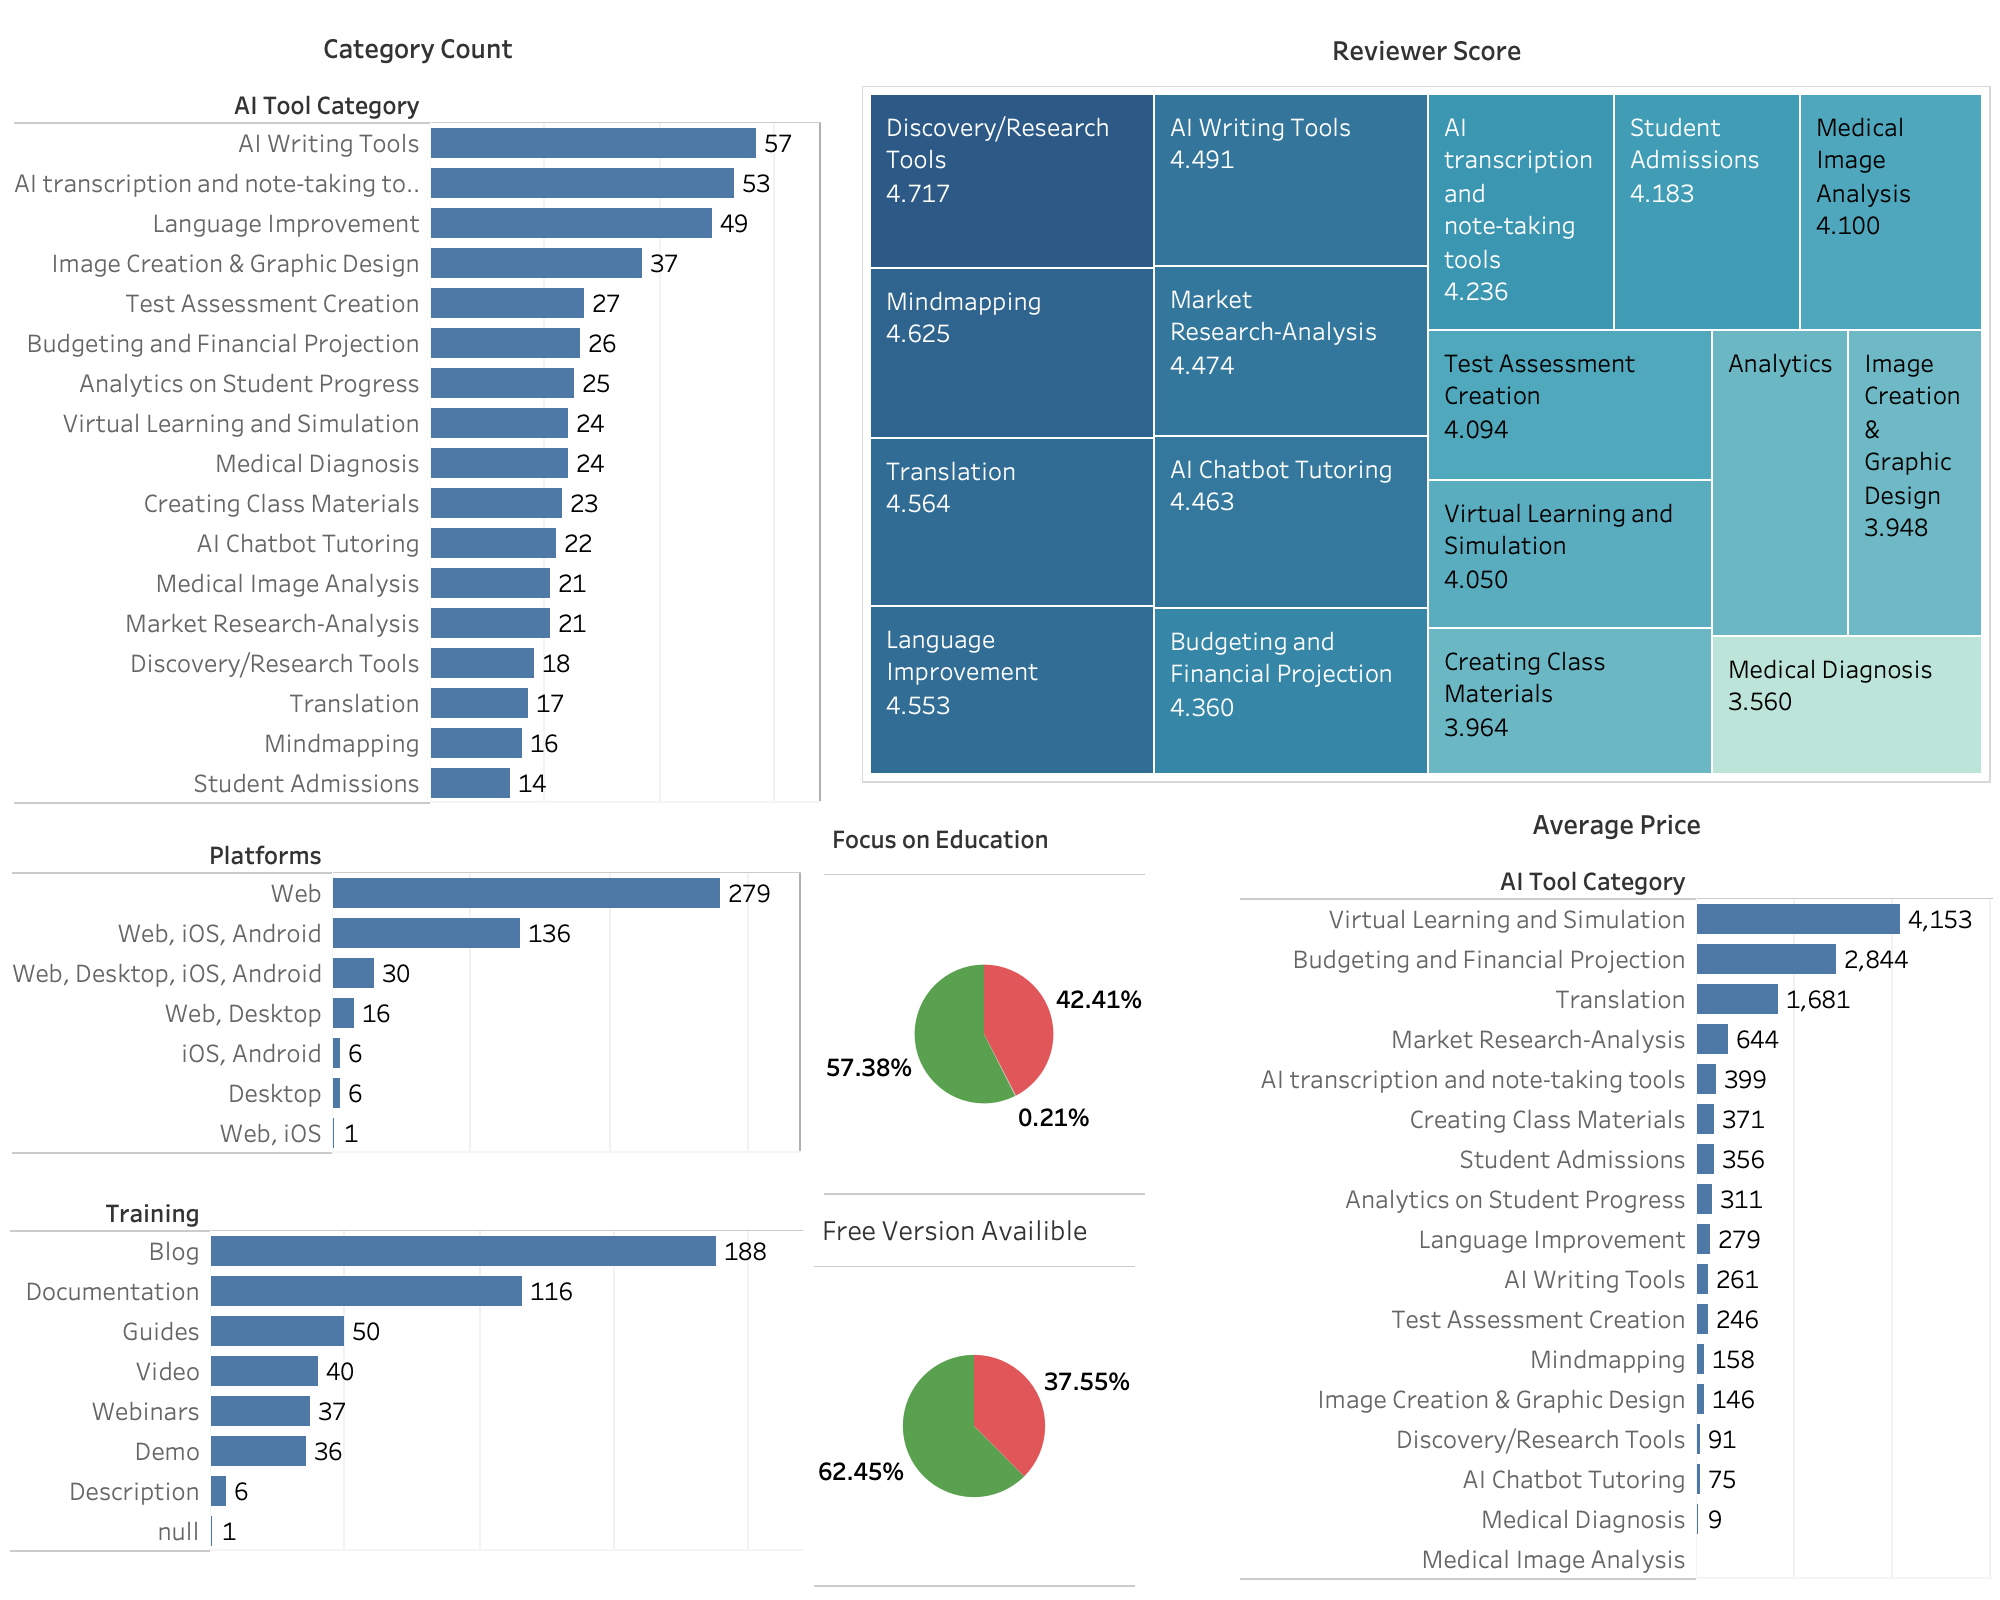 Category Count
AI Tool Category
AI Writing Tools 57
AI transcription and note-taking to.. 53
Language Improvement 49
Image Creation & Graphic Design 37
Test Assessment Creation 27
Budgeting and Financial Projection 26
Analytics on Student Progress 25
Virtual Learning and Simulation 24
Medical Diagnosis 24
Creating Class Materials 23
AI Chatbot Tutoring 22
Medical Image Analysis 21
Market Research-Analysis 21
Discovery/Research Tools 18
Translation 17
Mindmapping 16
Student Admissions 14
Reviewer Score
Discovery/Research
Tools
4.717
Mindmapping
4.625
Translation
4.564
Language
Improvement
4.553
AI Writing Tools
4.491
Market
Research-Analysis
4.474
AI Chatbot Tutoring
4.463
Budgeting and
Financial Projection
4.360
AI
transcription
and
note-taking
tools
4.236
Student
Admissions
4.183
Medical
Image
Analysis
4.100
Test Assessment
Creation
4.094
Virtual Learning and
Simulation
4.050
Creating Class
Materials
3.964
Analytics
Image
Creation
&
Graphic
Design
3.948
Medical Diagnosis
3.560
Platforms
Web 279
Web, iOS, Android 136
Web, Desktop, iOS, Android 30
Web, Desktop 16
iOS, Android 6
Desktop 6
Web, iOS 1
Training
Blog 188
Documentation 116
Guides 50
Video 40
Webinars 37
Demo 36
Description 6
null 1
Focus on Education
42.41%
57.38%
0.21%
Free Version Availible
37.55%
62.45%
Average Price
AI Tool Category
Virtual Learning and Simulation 4,153
Budgeting and Financial Projection 2,844
Translation 1,681
Market Research-Analysis 644
AI transcription and note-taking tools 399
Creating Class Materials 371
Student Admissions 356
Analytics on Student Progress 311
Language Improvement 279
AI Writing Tools 261
Test Assessment Creation 246
Mindmapping 158
Image Creation & Graphic Design 146
Discovery/Research Tools 91
AI Chatbot Tutoring 75
Medical Diagnosis 9
Medical Image Analysis